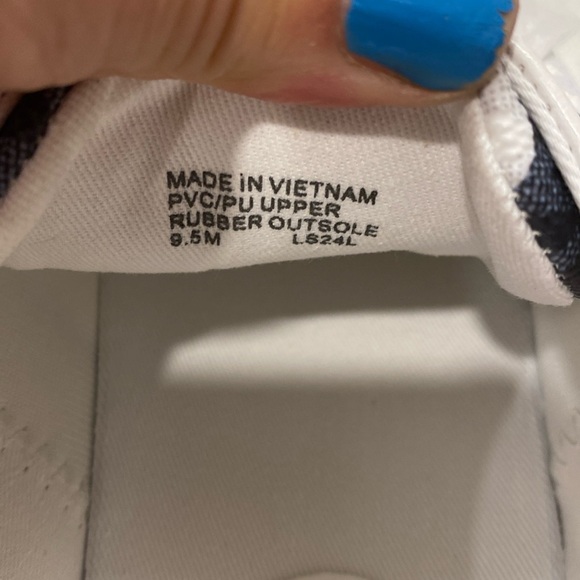 MADE IN VIETNAM
PVC/PU UPPER
RUBBER OUTSOLE
9.5M LS24L